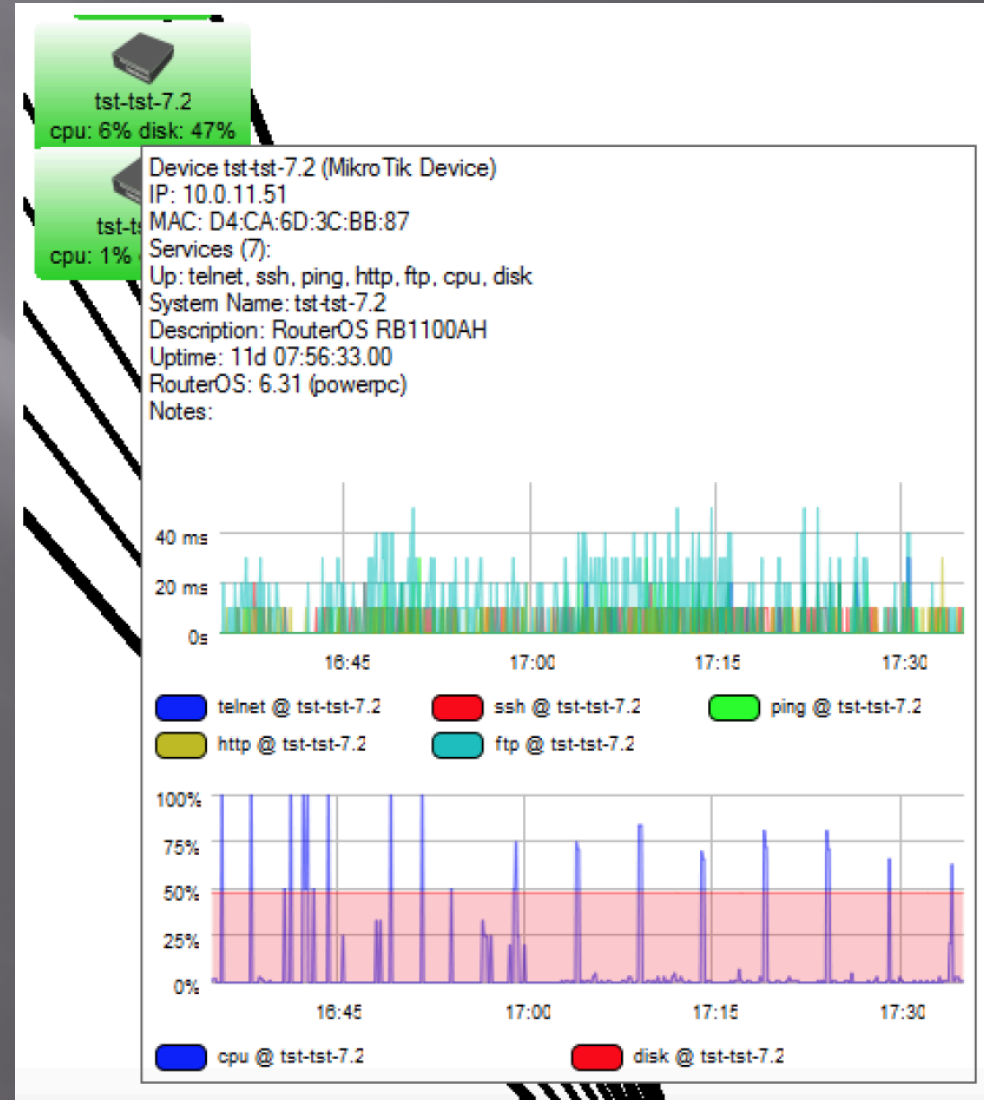 tst-tst-7.2
cpu: 6% disk: 47%
cpu: 1%
Device tst-tst-7.2 (MikroTik Device)
IP: 10.0.11.51
MAC: D4:CA:6D:3C:BB:87
Services (7):
Up: telnet, ssh, ping, http, ftp, cpu, disk
System Name: tst-tst-7.2
Description: RouterOS RB1100AH
Uptime: 11d 07:56:33.00
RouterOS: 6.31 (powerpc)
Notes:
40 ms
20 ms
0s
16:45 17:00 17:15 17:30
telnet @ tst-tst-7.2 ssh @ tst-tst-7.2 ping @ tst-tst-7.2
http @ tst-tst-7.2 ftp @ tst-tst-7.2
100%
75%
50%
25%
0%
16:45 17:00 17:15 17:30
cpu @ tst-tst-7.2 disk @ tst-tst-7.2